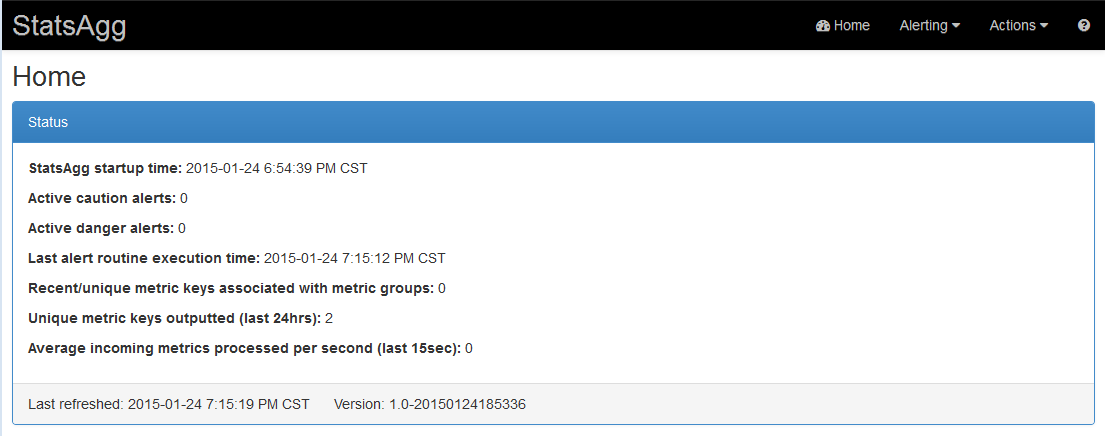 StatsAgg
Home Alerting Actions
Home
Status
StatsAgg startup time: 2015-01-24 6:54:39 PM CST
Active caution alerts: 0
Active danger alerts: 0
Last alert routine execution time: 2015-01-24 7:15:12 PM CST
Recent/unique metric keys associated with metric groups: 0
Unique metric keys outputted (last 24hrs): 2
Average incoming metrics processed per second (last 15sec): 0
Last refreshed: 2015-01-24 7:15:19 PM CST Version: 1.0-20150124185336